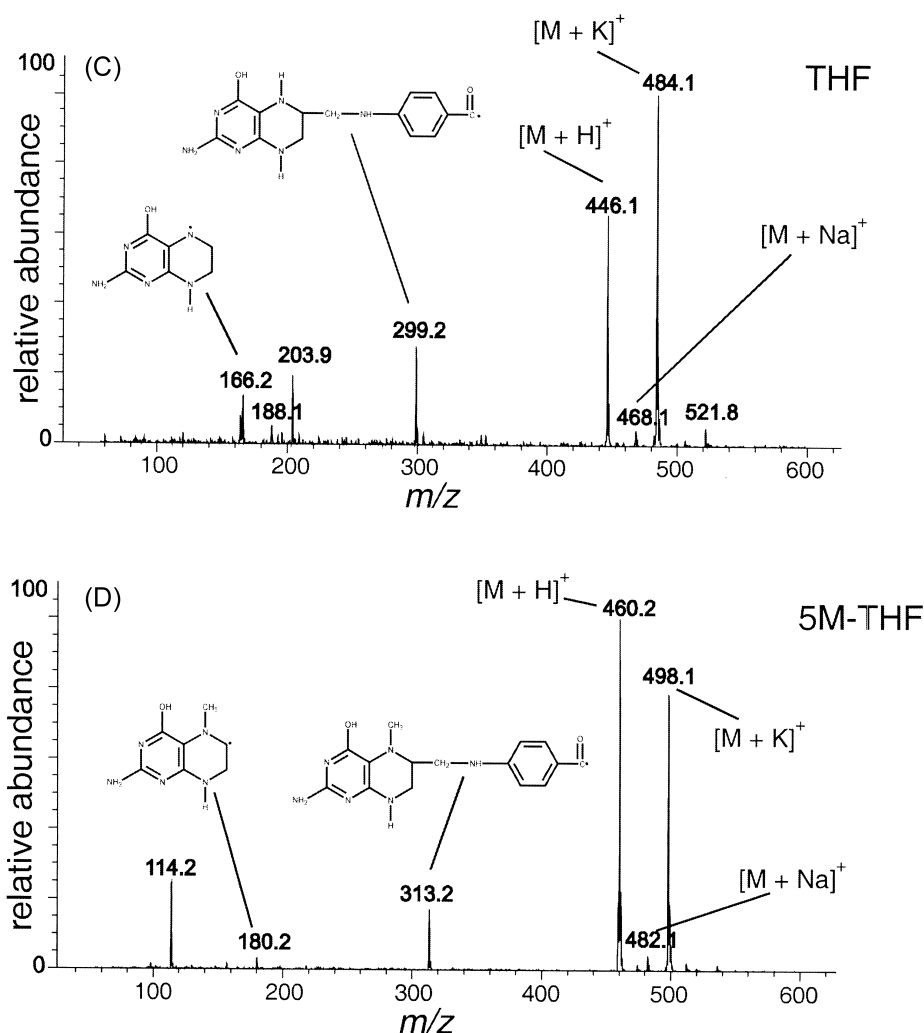 (C)
THF
[M + K]⁺
484.1
[M + H]⁺
446.1
[M + Na]⁺
468.1
521.8
299.2
203.9
188.1
166.2
OH
H
N
N
CH₂
NH
O
C•
NH₂
N
N
H
OH
N
N
NH₂
N
N
H
relative abundance
100
0
100
200
300
400
500
600
m/z
(D)
5M-THF
[M + H]⁺
460.2
498.1
[M + K]⁺
[M + Na]⁺
482.1
313.2
180.2
114.2
OH
CH₃
N
N
NH₂
N
N
H
OH
CH₃
N
N
CH₂
NH
O
C•
NH₂
N
N
H
relative abundance
100
0
100
200
300
400
500
600
m/z